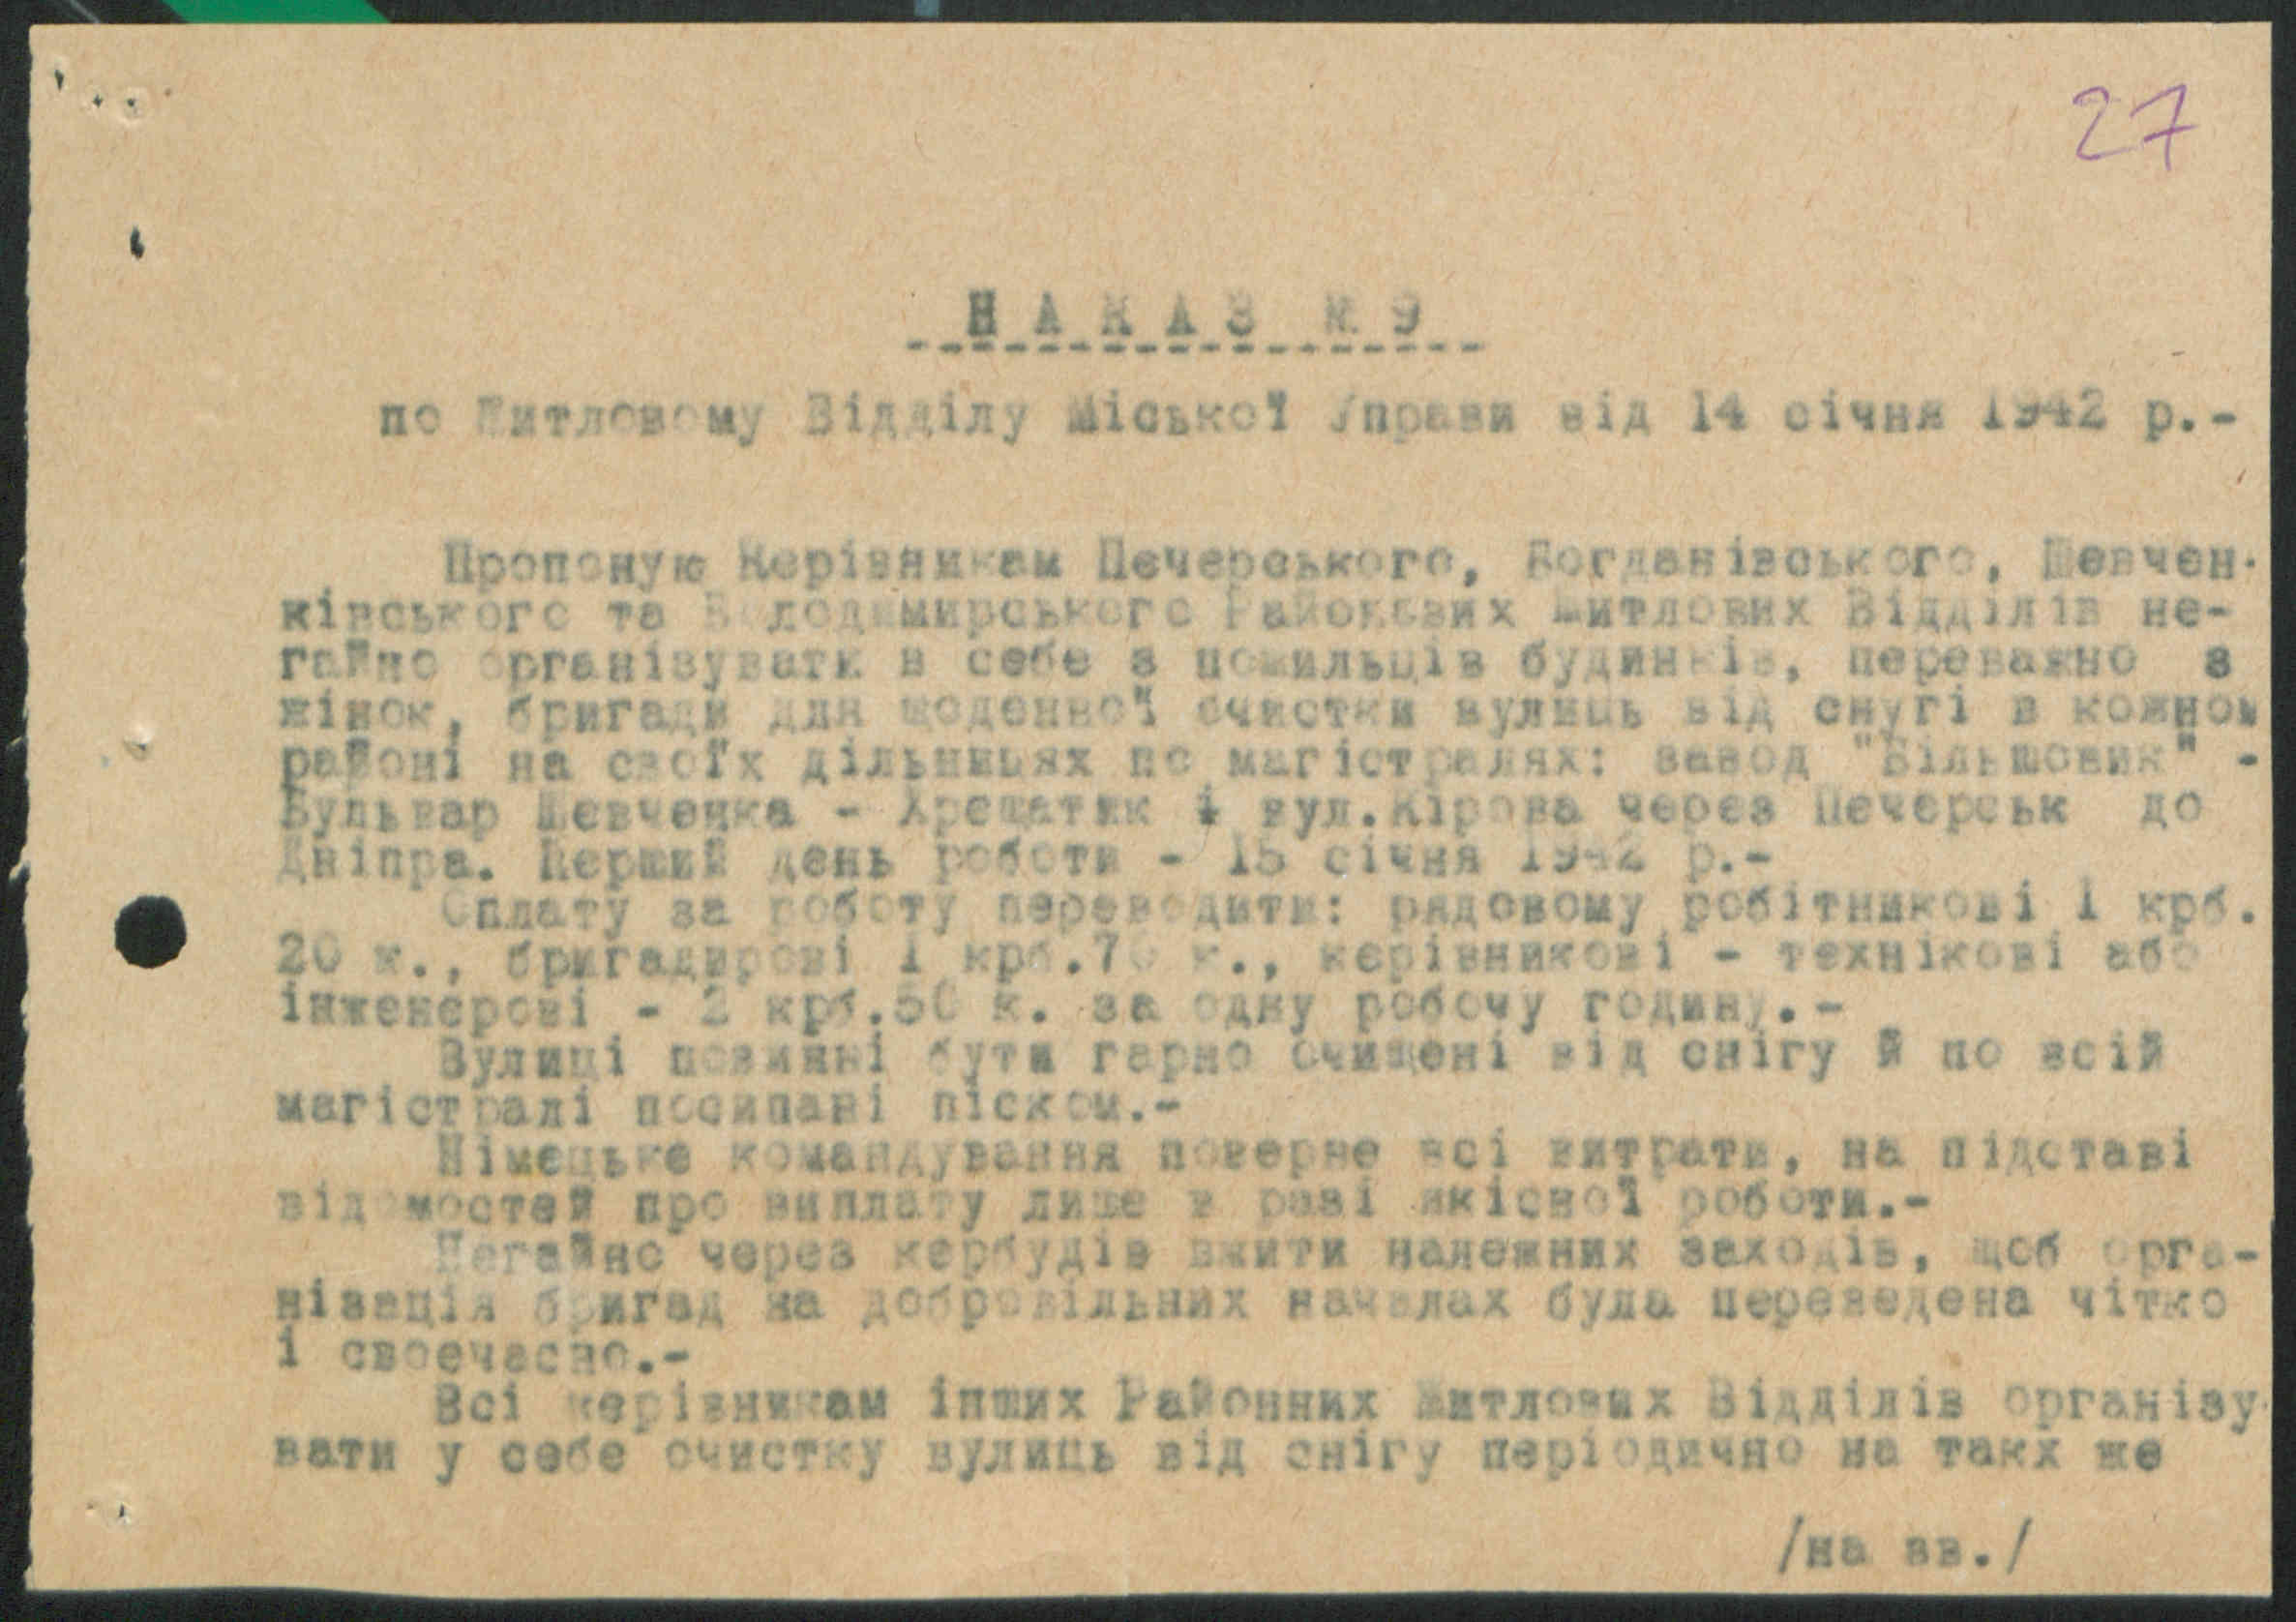 27
НАКАЗ № 9
по Житловому Відділу Міської Управи від 14 січня 1942 р.-
Пропоную Керівникам Печерського, Богданівського, Шевчен-
ківського та Володимирського Районових Житлових Відділів не-
гайно організувати в себе з пожильців будинків, переважно з
жінок, бригади для щоденної очистки вулиць від снугі в кожном
районі на своїх дільницях по магістралях: завод "Більшовик" -
Бульвар Шевченка - Хрещатик і вул.Кірова через Печерськ до
Дніпра. Перший день роботи - 15 січня 1942 р.-
Оплату за роботу переводити: рядовому робітникові 1 крб.
20 к., бригадирові 1 крб.70 к., керівникові - технікові або
інженерові - 2 крб.50 к. за одну робочу годину.-
Вулиці повинні бути гарно очищені від снігу й по всій
магістралі посипані піском.-
Німецьке командування поверне всі витрати, на підставі
відомостей про виплату лише в разі якісної роботи.-
Негайно через кербудів вжити належних заходів, щоб орга-
нізація бригад на добровільних началах була переведена чітко
і своечасно.-
Всі керівникам інших Районних Житлових Відділів організу-
вати у себе очистку вулиць від снігу періодично на таких же
/на зв./